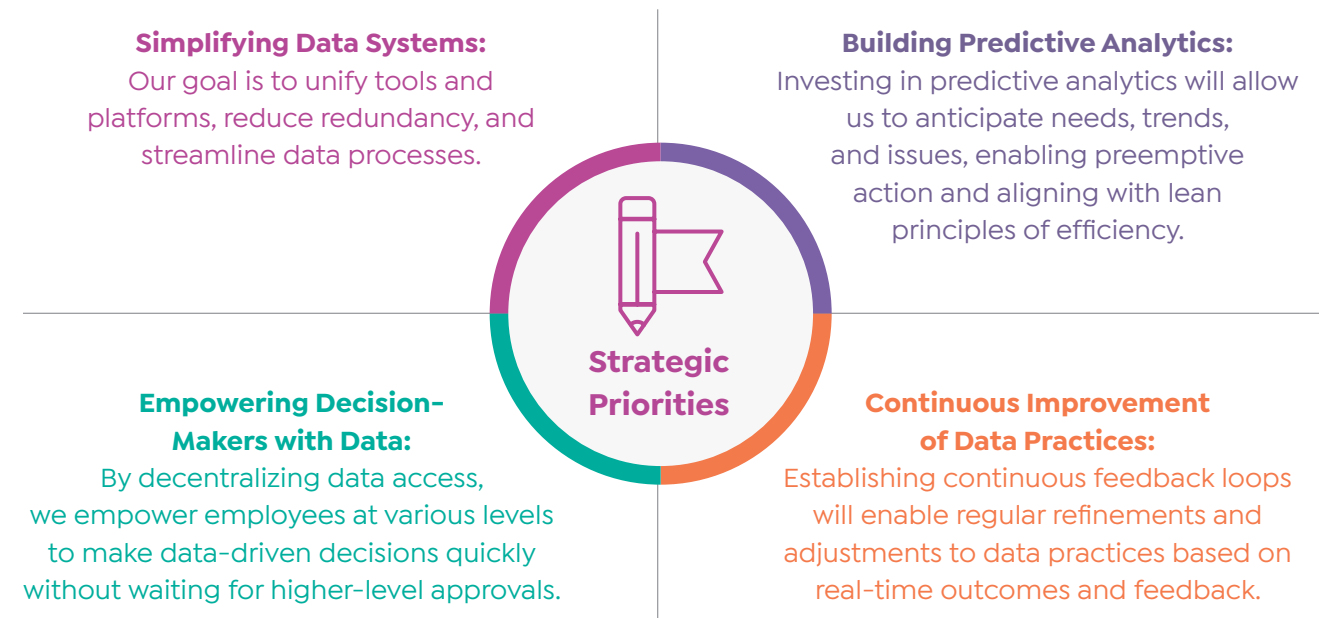 Simplifying Data Systems:
Our goal is to unify tools and
platforms, reduce redundancy, and
streamline data processes.
Building Predictive Analytics:
Investing in predictive analytics will allow
us to anticipate needs, trends,
and issues, enabling preemptive
action and aligning with lean
principles of efficiency.
Strategic
Priorities
Empowering Decision-
Makers with Data:
By decentralizing data access,
we empower employees at various levels
to make data-driven decisions quickly
without waiting for higher-level approvals.
Continuous Improvement
of Data Practices:
Establishing continuous feedback loops
will enable regular refinements and
adjustments to data practices based on
real-time outcomes and feedback.